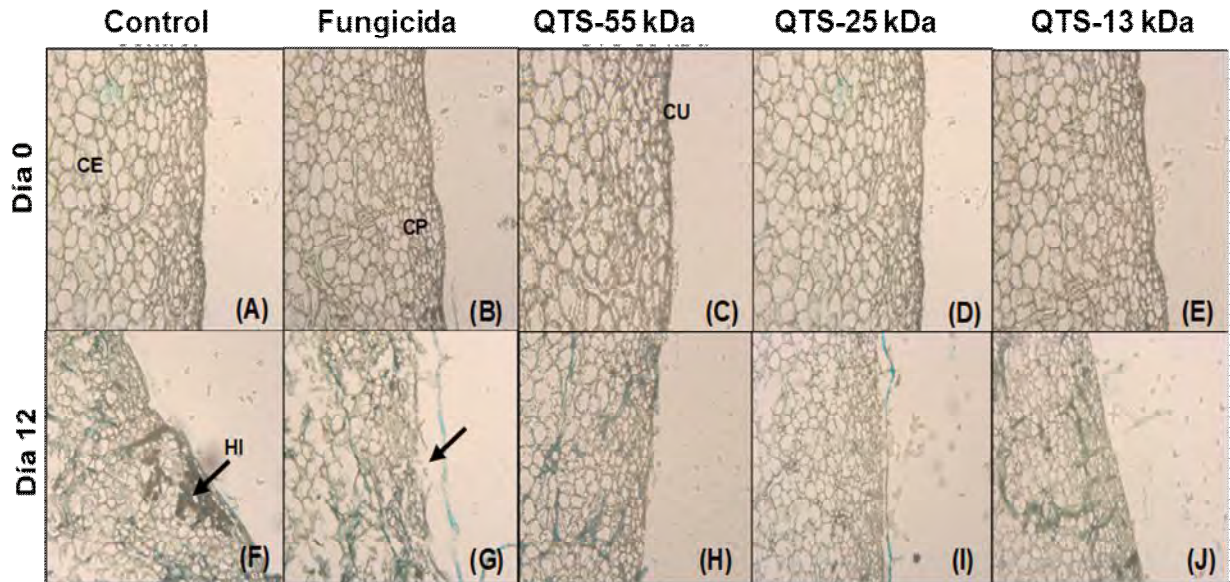 Control Fungicida QTS-55 kDa QTS-25 kDa QTS-13 kDa
Día 0
CE
CP
CU
(A) (B) (C) (D) (E)
Día 12
HI
(F) (G) (H) (I) (J)